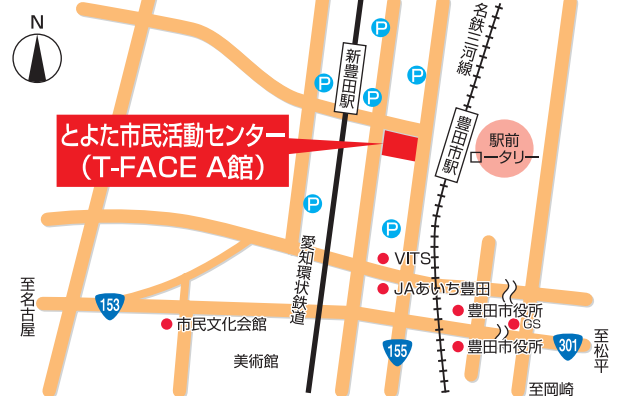 N
名鉄三河線
P
新豊田駅
P
P
P
とよた市民活動センター
（T-FACE A館）
豊田市駅
駅前
ロータリー
P
P
愛知環状鉄道
VITS
至名古屋
JAあいち豊田
153
豊田市役所
市民文化会館
GS
301
至松平
155
豊田市役所
美術館
至岡崎